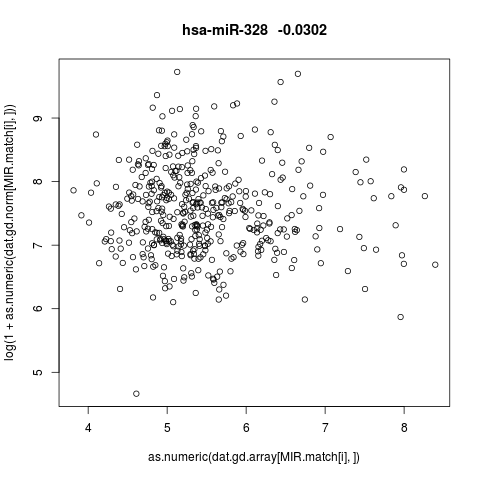 hsa-miR-328 -0.0302
log(1 + as.numeric(dat.gd.norm[MIR.match[i], ]))
9
8
7
6
5
4 5 6 7 8
as.numeric(dat.gd.array[MIR.match[i], ])